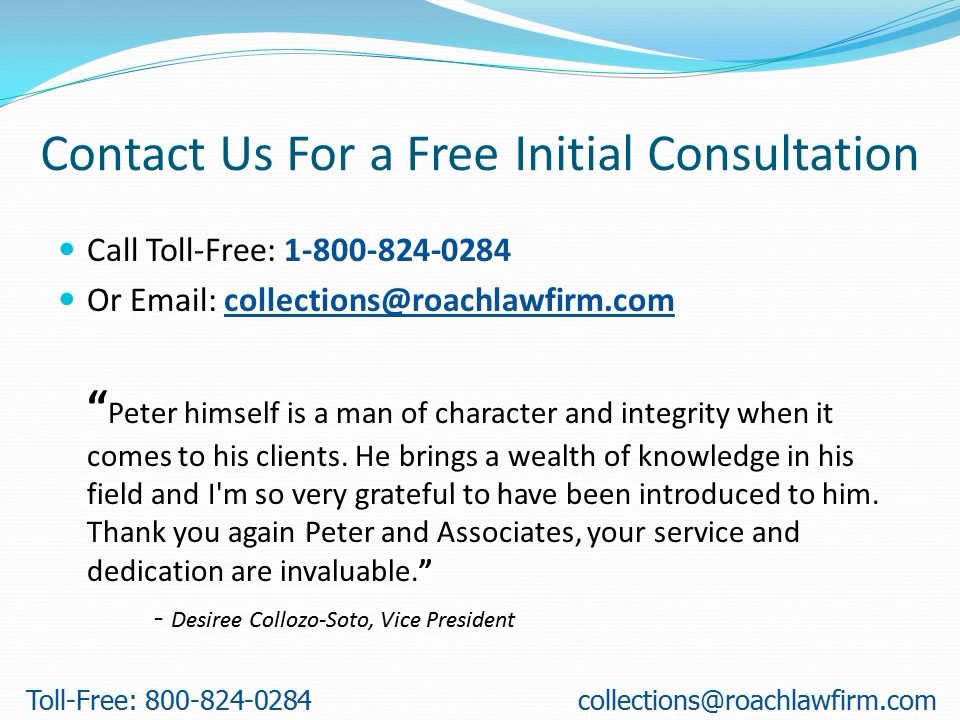 Contact Us For a Free Initial Consultation
Call Toll-Free: 1-800-824-0284
Or Email: collections@roachlawfirm.com
“Peter himself is a man of character and integrity when it
comes to his clients. He brings a wealth of knowledge in his
field and I'm so very grateful to have been introduced to him.
Thank you again Peter and Associates, your service and
dedication are invaluable.”
- Desiree Collozo-Soto, Vice President
Toll-Free: 800-824-0284
collections@roachlawfirm.com